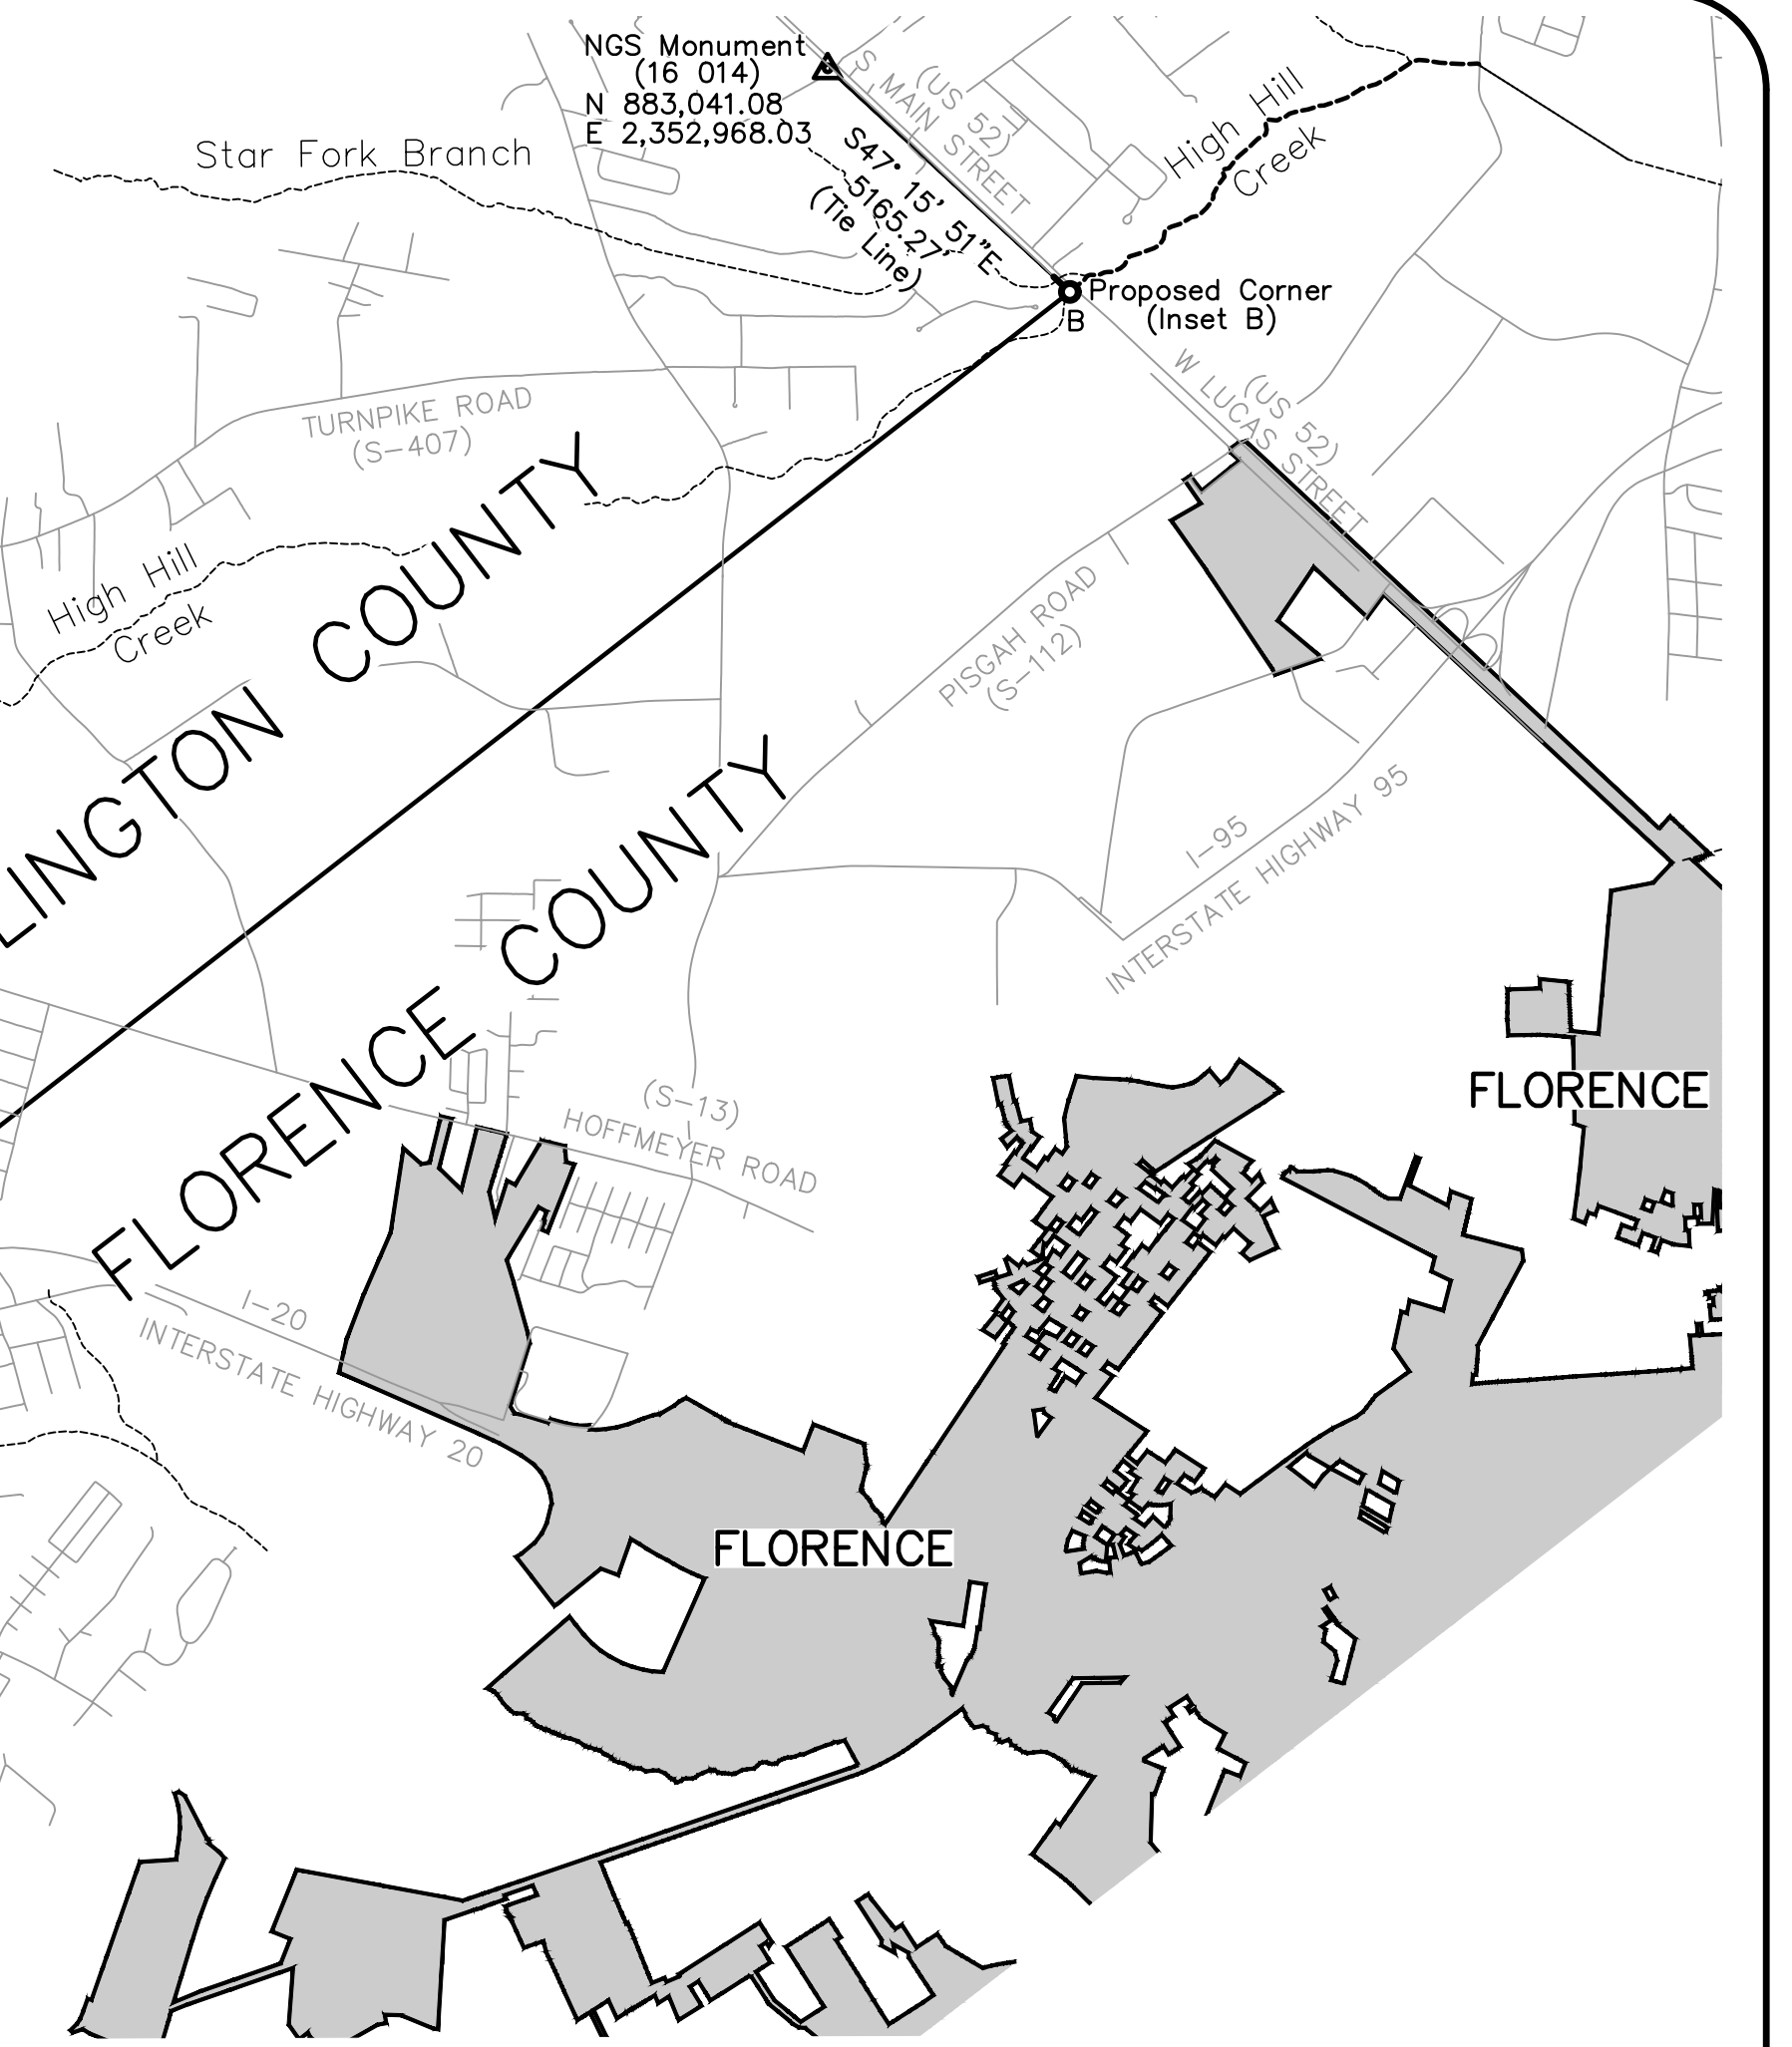 NGS Monument
(16 014)
N 883,041.08
E 2,352,968.03
S MAIN STREET
(US 52)
High Hill
Creek
Star Fork Branch
S47° 15' 51"E
5165.27'
(Tie Line)
Proposed Corner
(Inset B)
B
W LUCAS STREET
(US 52)
TURNPIKE ROAD
(S-407)
High Hill
Creek
LINGTON COUNTY
PISGAH ROAD
(S-112)
I-95
INTERSTATE HIGHWAY 95
FLORENCE COUNTY
FLORENCE
(S-13)
HOFFMEYER ROAD
I-20
INTERSTATE HIGHWAY 20
FLORENCE